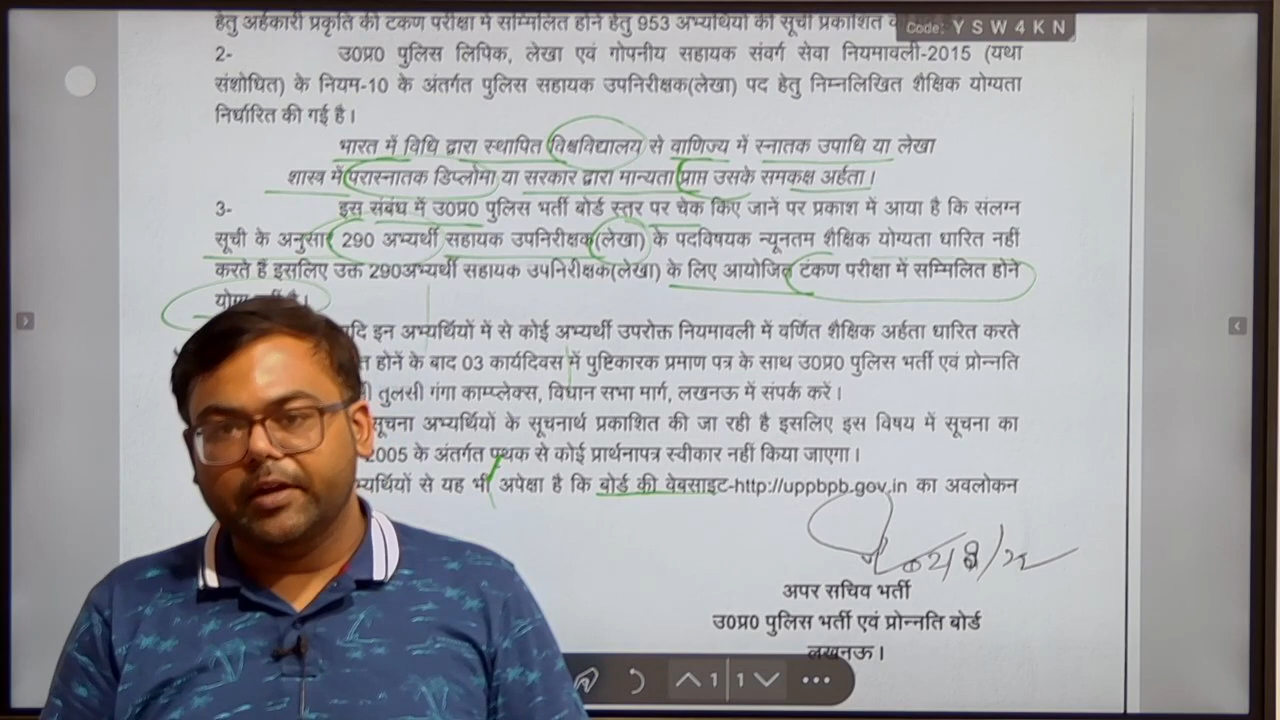 हेतु अर्हकारी प्रकृति की टकण परीक्षा में सम्मिलित होने हेतु 953 अभ्यर्थियों की सूची प्रकाशित
Code: Y S W 4 K N
2- उ0प्र0 पुलिस लिपिक, लेखा एवं गोपनीय सहायक संवर्ग सेवा नियमावली-2015 (यथा
संशोधित) के नियम-10 के अंतर्गत पुलिस सहायक उपनिरीक्षक(लेखा) पद हेतु निम्नलिखित शैक्षिक योग्यता
निर्धारित की गई है।
भारत में विधि द्वारा स्थापित विश्वविद्यालय से वाणिज्य में स्नातक उपाधि या लेखा
शास्त्र में परास्नातक डिप्लोमा या सरकार द्वारा मान्यता प्राप्त उसके समकक्ष अर्हता।
3- इस संबंध में उ0प्र0 पुलिस भर्ती बोर्ड स्तर पर चेक किए जानें पर प्रकाश में आया है कि संलग्न
सूची के अनुसार 290 अभ्यर्थी सहायक उपनिरीक्षक(लेखा) के पदविषयक न्यूनतम शैक्षिक योग्यता धारित नहीं
करते हैं इसलिए उक्त 290अभ्यर्थी सहायक उपनिरीक्षक(लेखा) के लिए आयोजित टंकण परीक्षा में सम्मिलित होने
इन अभ्यर्थियों में से कोई अभ्यर्थी उपरोक्त नियमावली में वर्णित शैक्षिक अर्हता धारित करते
होनें के बाद 03 कार्यदिवस में पुष्टिकारक प्रमाण पत्र के साथ उ0प्र0 पुलिस भर्ती एवं प्रोन्नति
तुलसी गंगा काम्प्लेक्स, विधान सभा मार्ग, लखनऊ में संपर्क करें।
सूचना अभ्यर्थियों के सूचनार्थ प्रकाशित की जा रही है इसलिए इस विषय में सूचना का
2005 के अंतर्गत पृथक से कोई प्रार्थनापत्र स्वीकार नहीं किया जाएगा।
से यह भी अपेक्षा है कि बोर्ड की वेबसाइट-http://uppbpb.gov.in का अवलोकन
अपर सचिव भर्ती
उ0प्र0 पुलिस भर्ती एवं प्रोन्नति बोर्ड
लखनऊ।
1 1